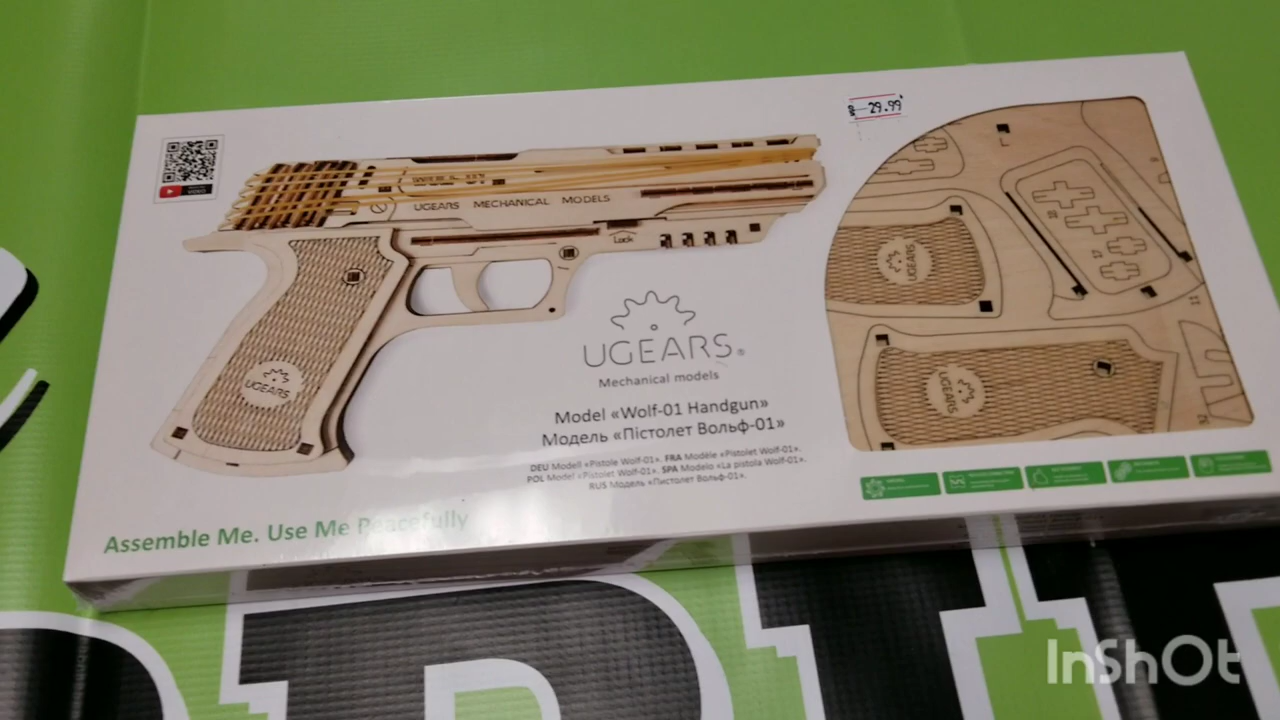 29.99
UGEARS MECHANICAL MODELS
Lock
UGEARS
UGEARS
UGEARS
UGEARS®
Mechanical models
Model «Wolf-01 Handgun»
Модель «Пістолет Вольф-01»
DEU Modell «Pistole Wolf-01». FRA Modèle «Pistolet Wolf-01».
POL Model «Pistolet Wolf-01». SPA Modelo «La pistola Wolf-01».
RUS Модель «Пистолет Вольф-01».
Assemble Me. Use Me Peacefully
InShOt